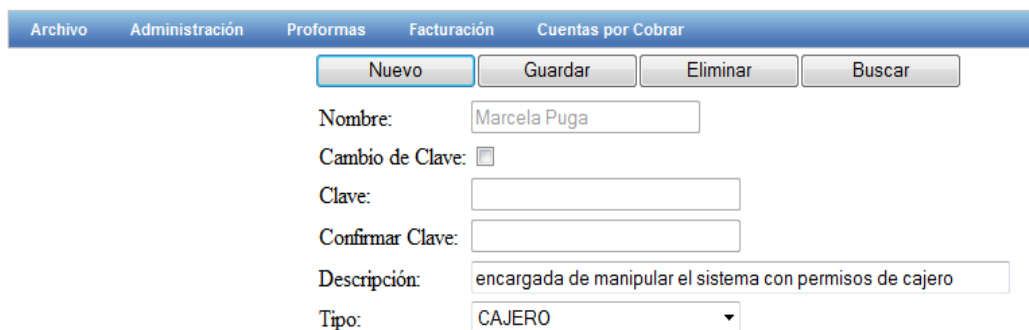 Archivo Administración Proformas Facturación Cuentas por Cobrar
Nuevo Guardar Eliminar Buscar
Nombre: Marcela Puga
Cambio de Clave:
Clave:
Confirmar Clave:
Descripción: encargada de manipular el sistema con permisos de cajero
Tipo: CAJERO